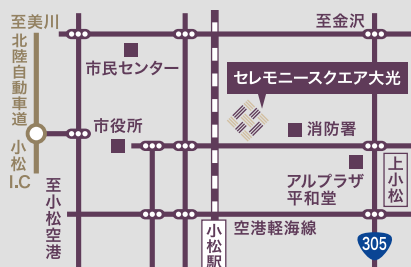 至美川
至金沢
北陸自動車道
市民センター
セレモニースクエア大光
市役所
消防署
小松
I.C
アルプラザ
平和堂
上小松
至小松空港
小松駅
空港軽海線
305